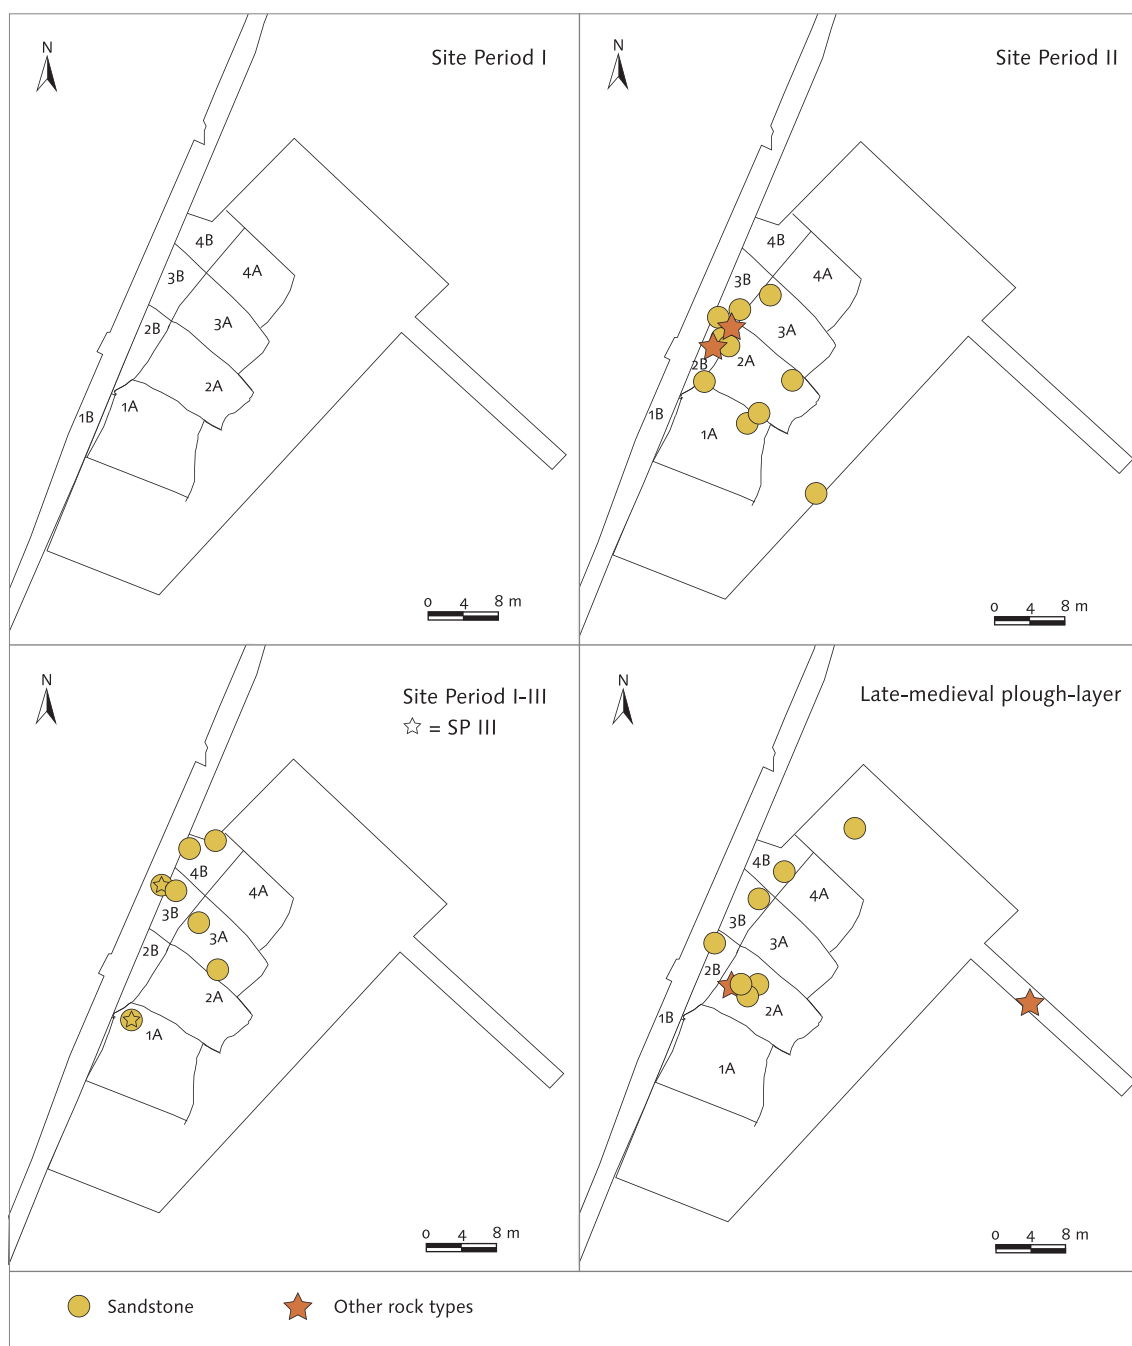 N
Site Period I
4B
4A
3B
3A
2B
2A
1A
1B
0 4 8 m
N
Site Period II
4B
4A
3B
3A
2A
2B
1B
1A
0 4 8 m
N
Site Period I-III
☆ = SP III
4B
4A
3B
3A
2B
2A
1A
0 4 8 m
N
Late-medieval plough-layer
4B
4A
3B
3A
2B
2A
1B
1A
0 4 8 m
Sandstone
Other rock types